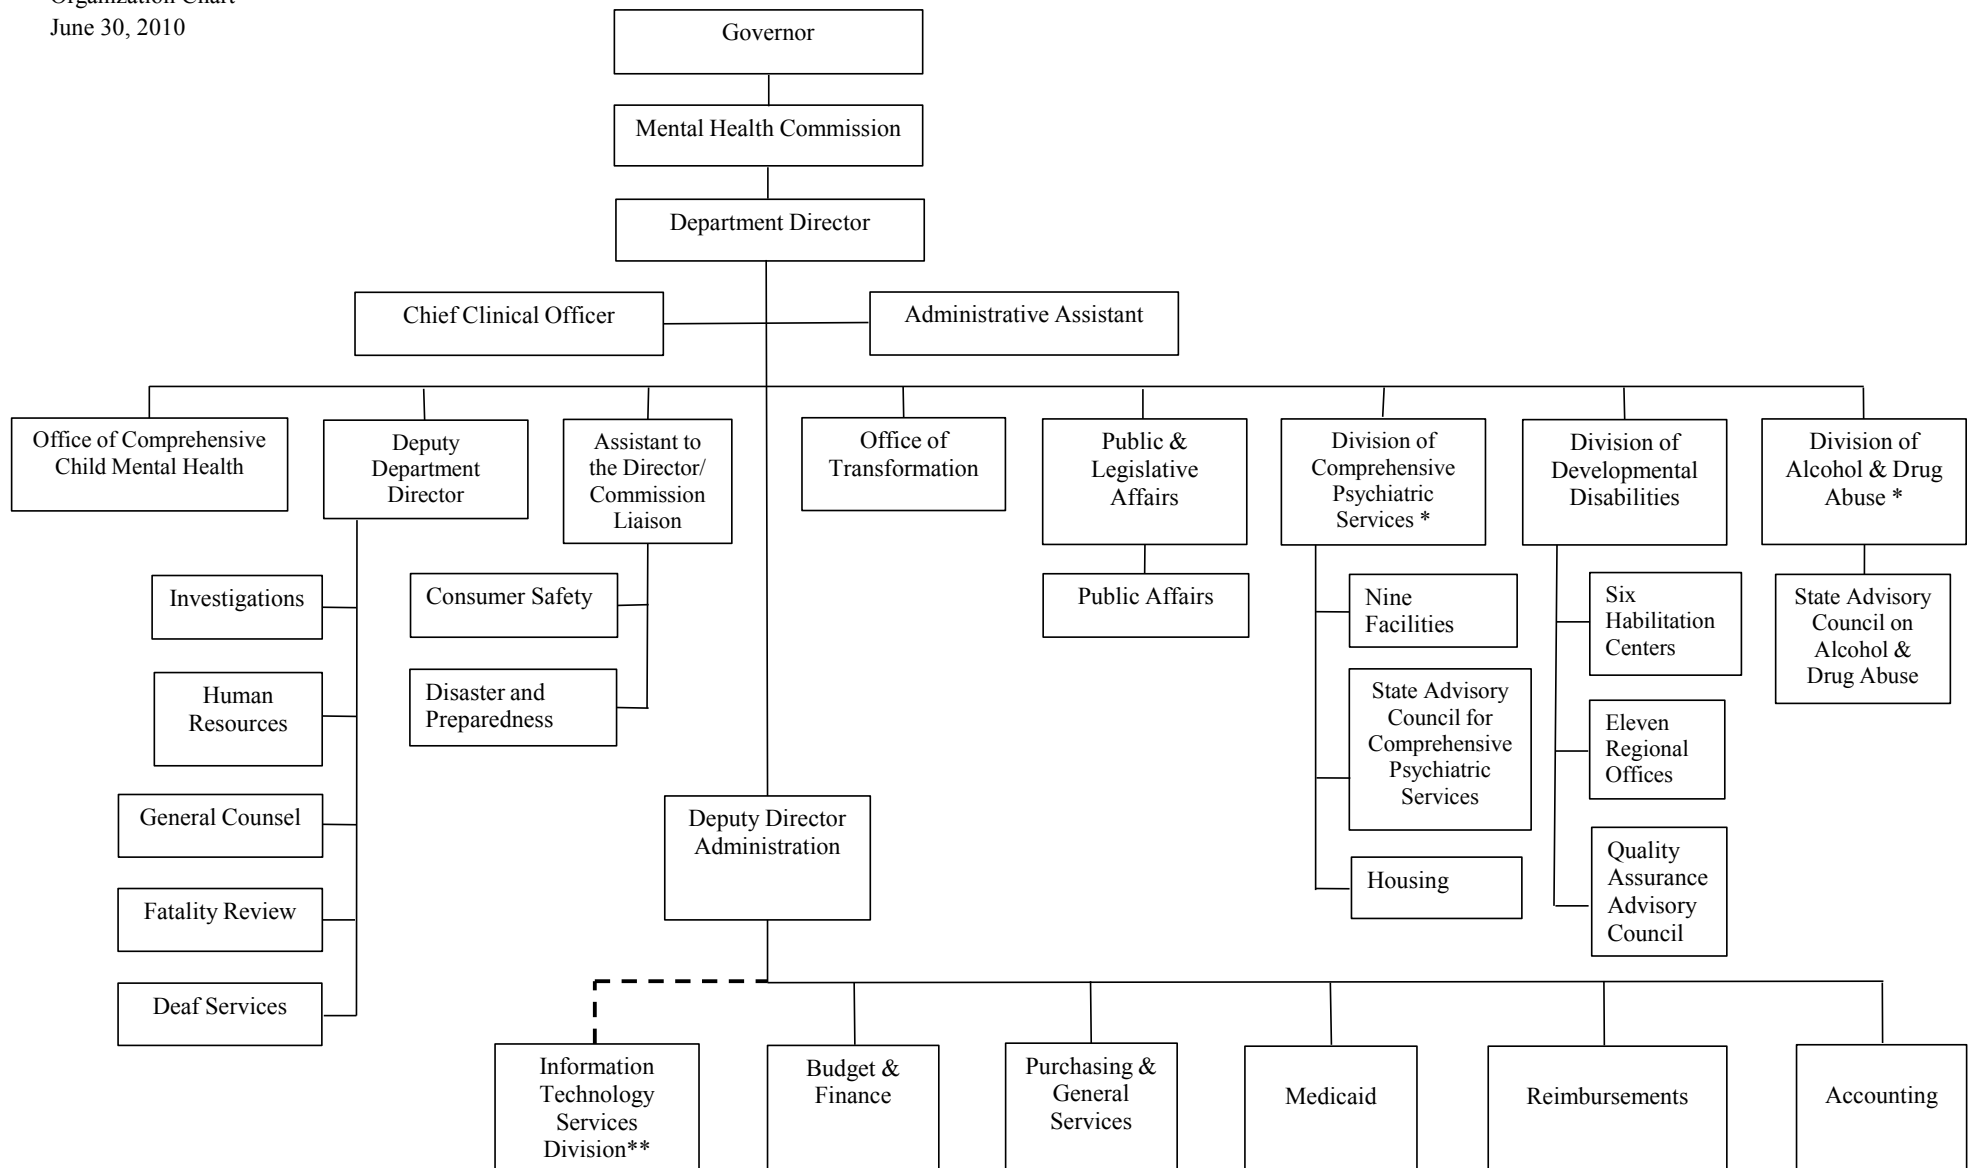 Organization Chart
June 30, 2010
Governor
Mental Health Commission
Department Director
Chief Clinical Officer
Administrative Assistant
Office of Comprehensive
Child Mental Health
Deputy
Department
Director
Assistant to
the Director/
Commission
Liaison
Office of
Transformation
Public &
Legislative
Affairs
Division of
Comprehensive
Psychiatric
Services *
Division of
Developmental
Disabilities
Division of
Alcohol & Drug
Abuse *
Investigations
Human
Resources
General Counsel
Fatality Review
Deaf Services
Consumer Safety
Disaster and
Preparedness
Public Affairs
Nine
Facilities
State Advisory
Council for
Comprehensive
Psychiatric
Services
Housing
Six
Habilitation
Centers
Eleven
Regional
Offices
Quality
Assurance
Advisory
Council
State Advisory
Council on
Alcohol &
Drug Abuse
Deputy Director
Administration
Information
Technology
Services
Division**
Budget &
Finance
Purchasing &
General
Services
Medicaid
Reimbursements
Accounting